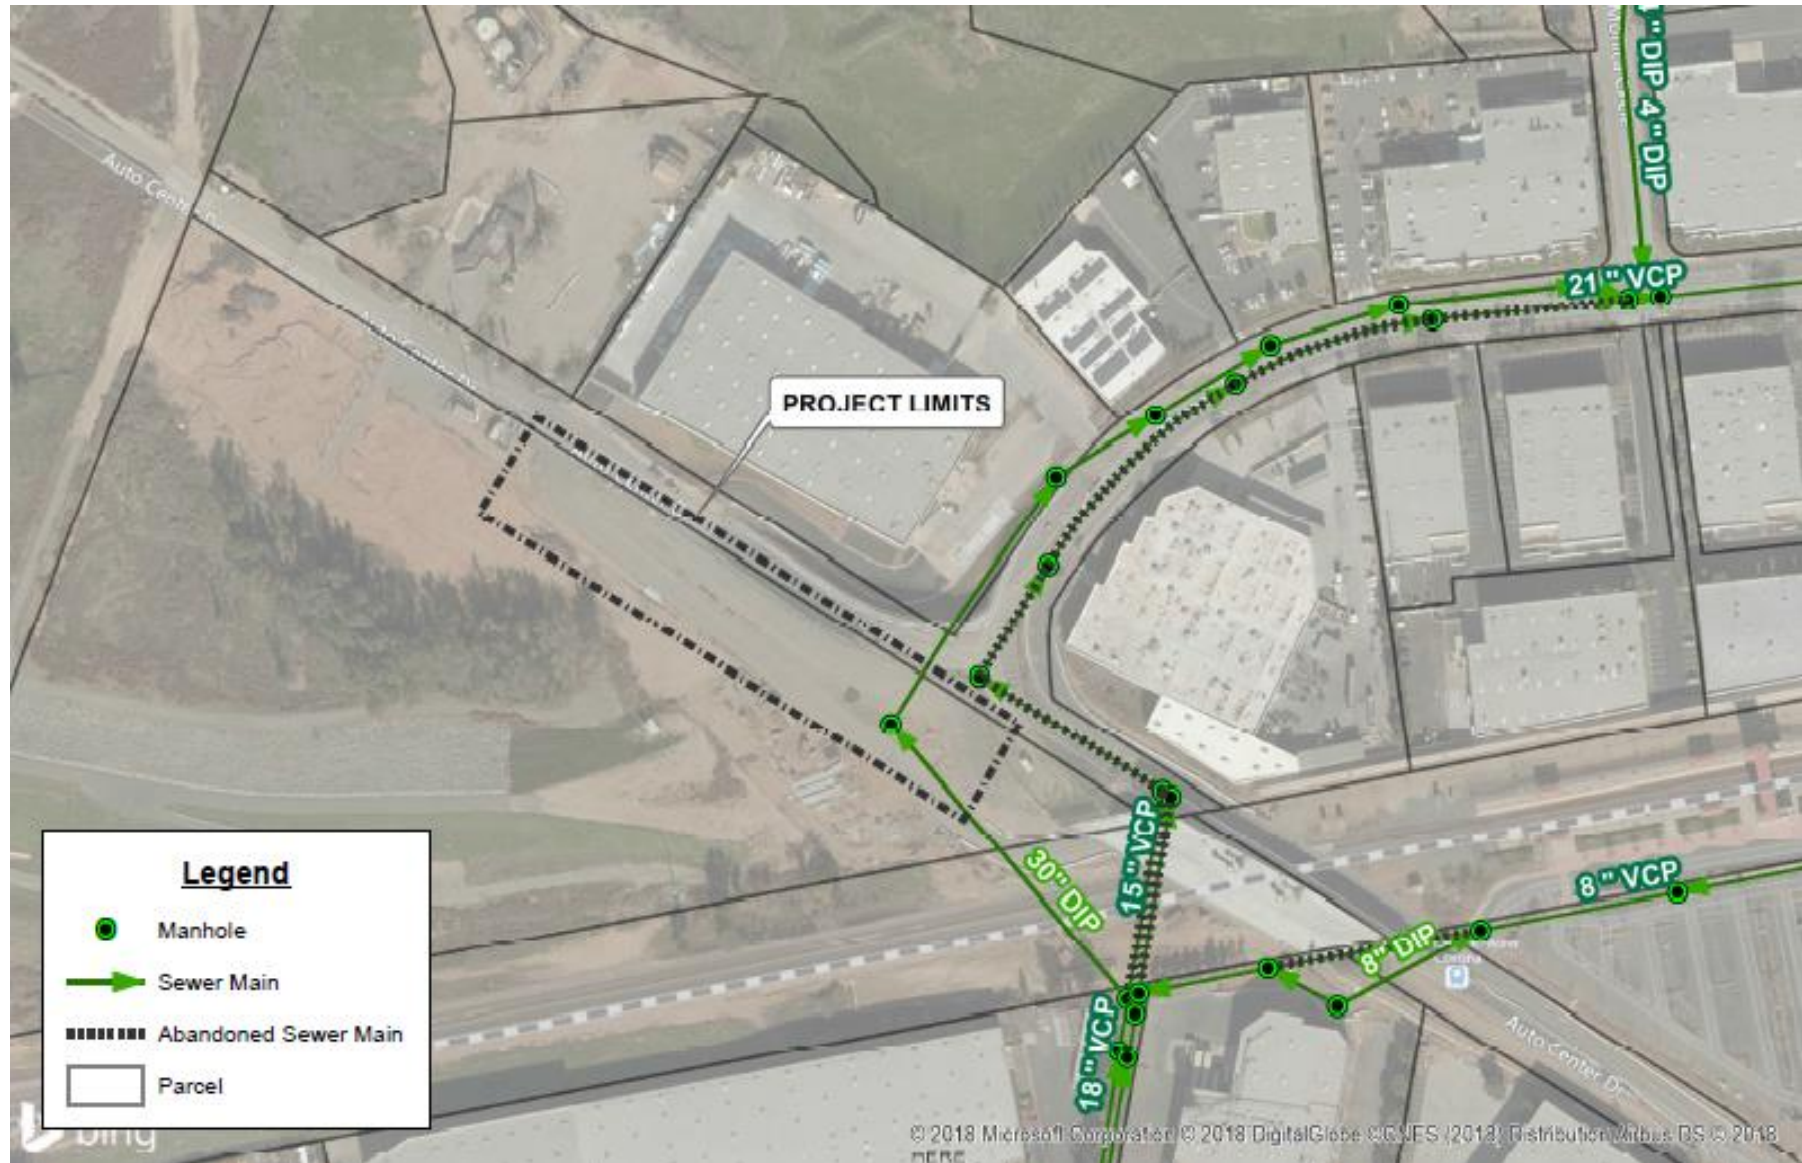 " DIP 4" DIP
Auto Center Dr
21" VCP
Auto Center Dr
PROJECT LIMITS
15" VCP
30" DIP
8" VCP
8" DIP
Corona
18" VCP
Auto Center Dr
Legend
Manhole
Sewer Main
Abandoned Sewer Main
Parcel
bing
© 2018 Microsoft Corporation © 2018 DigitalGlobe ©CNES (2018) Distribution Airbus DS © 2018
HERE